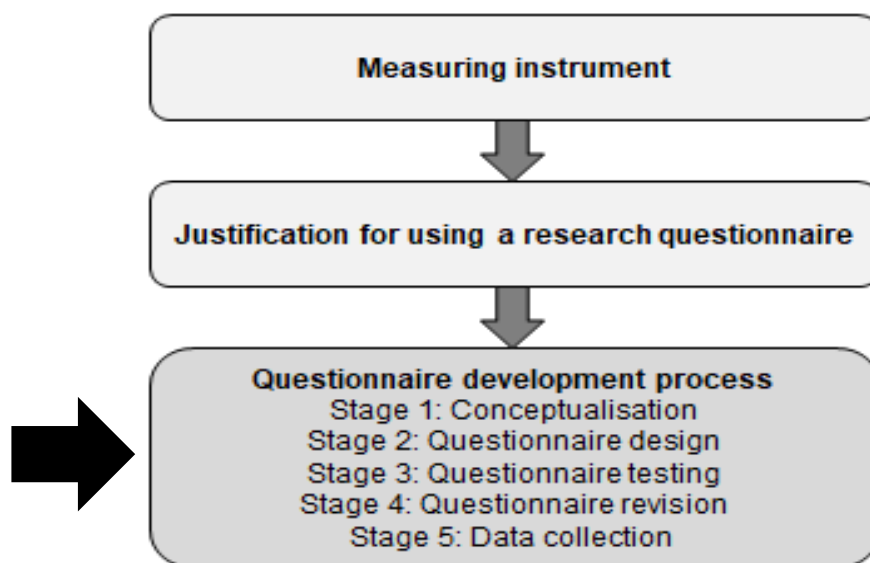 Measuring instrument
Justification for using a research questionnaire
Questionnaire development process
Stage 1: Conceptualisation
Stage 2: Questionnaire design
Stage 3: Questionnaire testing
Stage 4: Questionnaire revision
Stage 5: Data collection